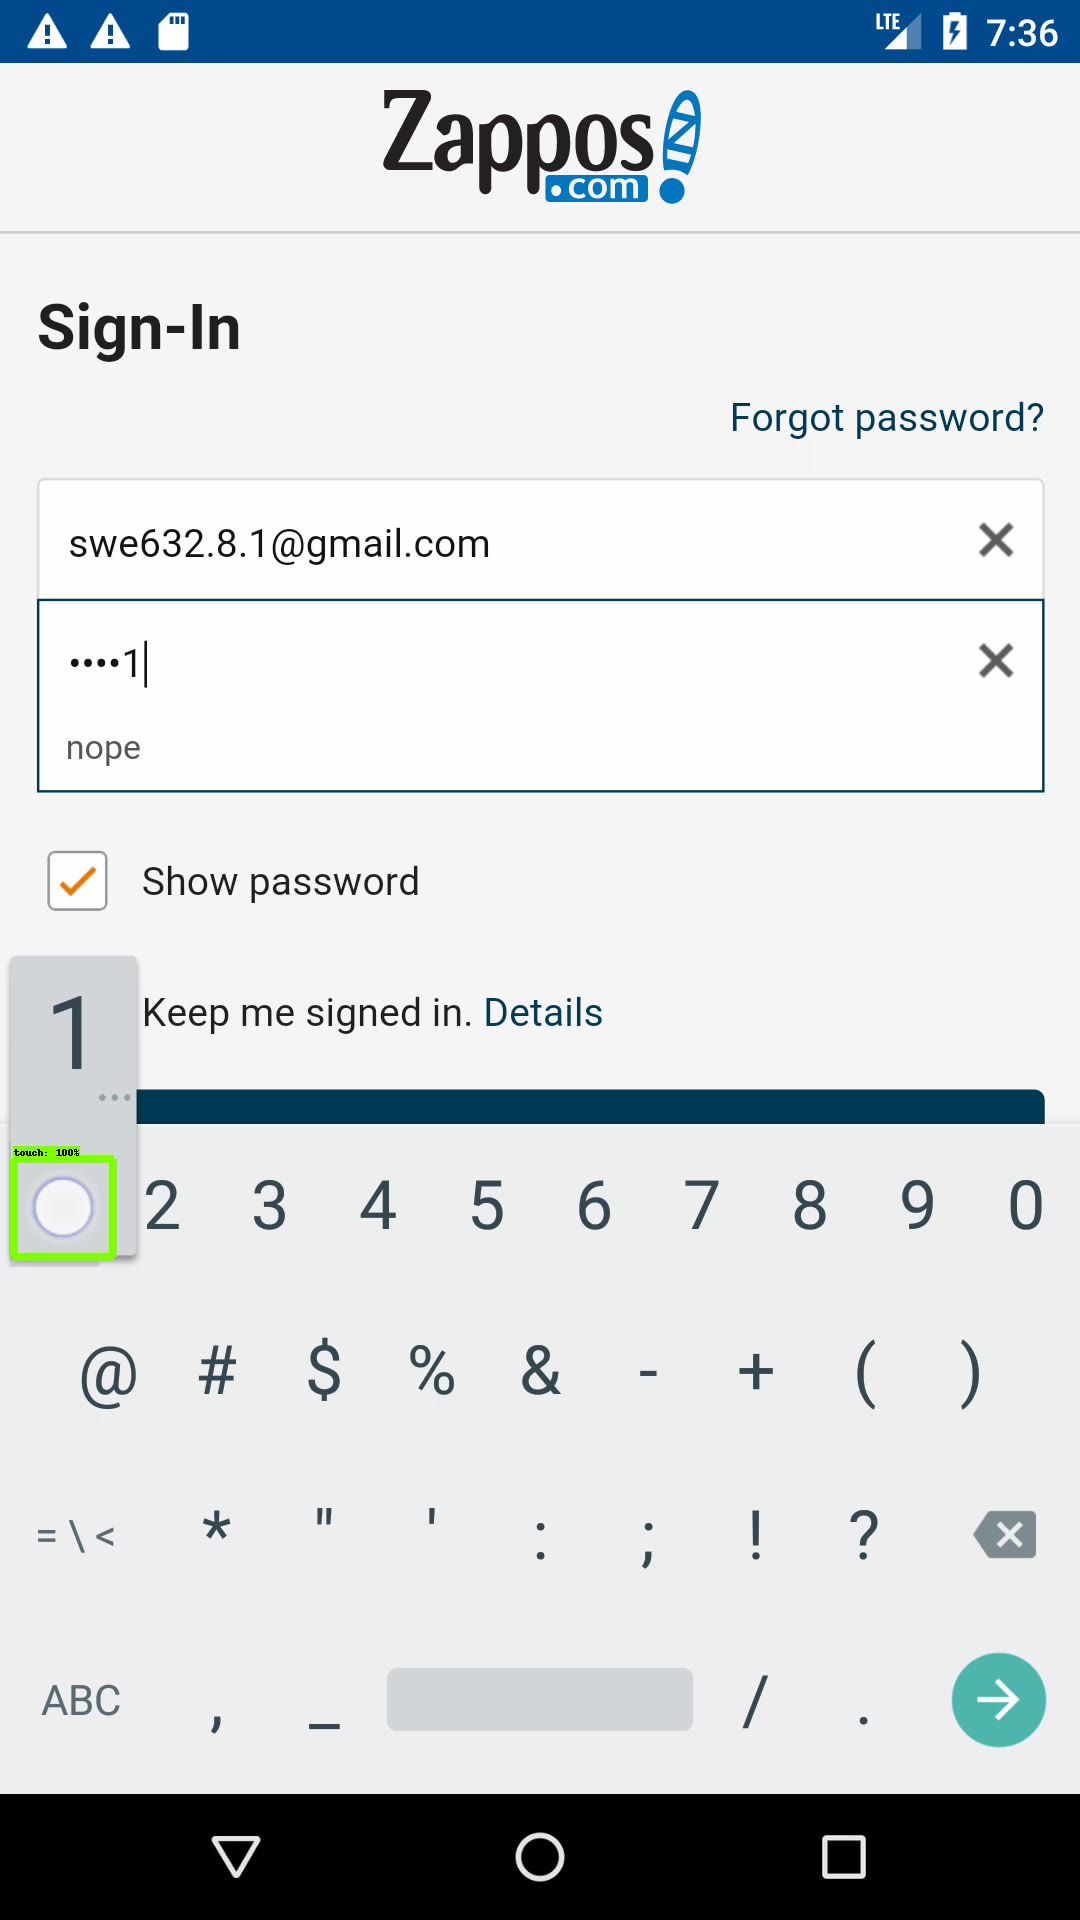 LTE 7:36
Zappos
.com
Sign-In
Forgot password?
swe632.8.1@gmail.com
••••1
nope
Show password
1
Keep me signed in. Details
...
touch: 100%
2 3 4 5 6 7 8 9 0
@ # $ % & - + ( )
= \ < * " ' : ; ! ?
ABC , _ / .